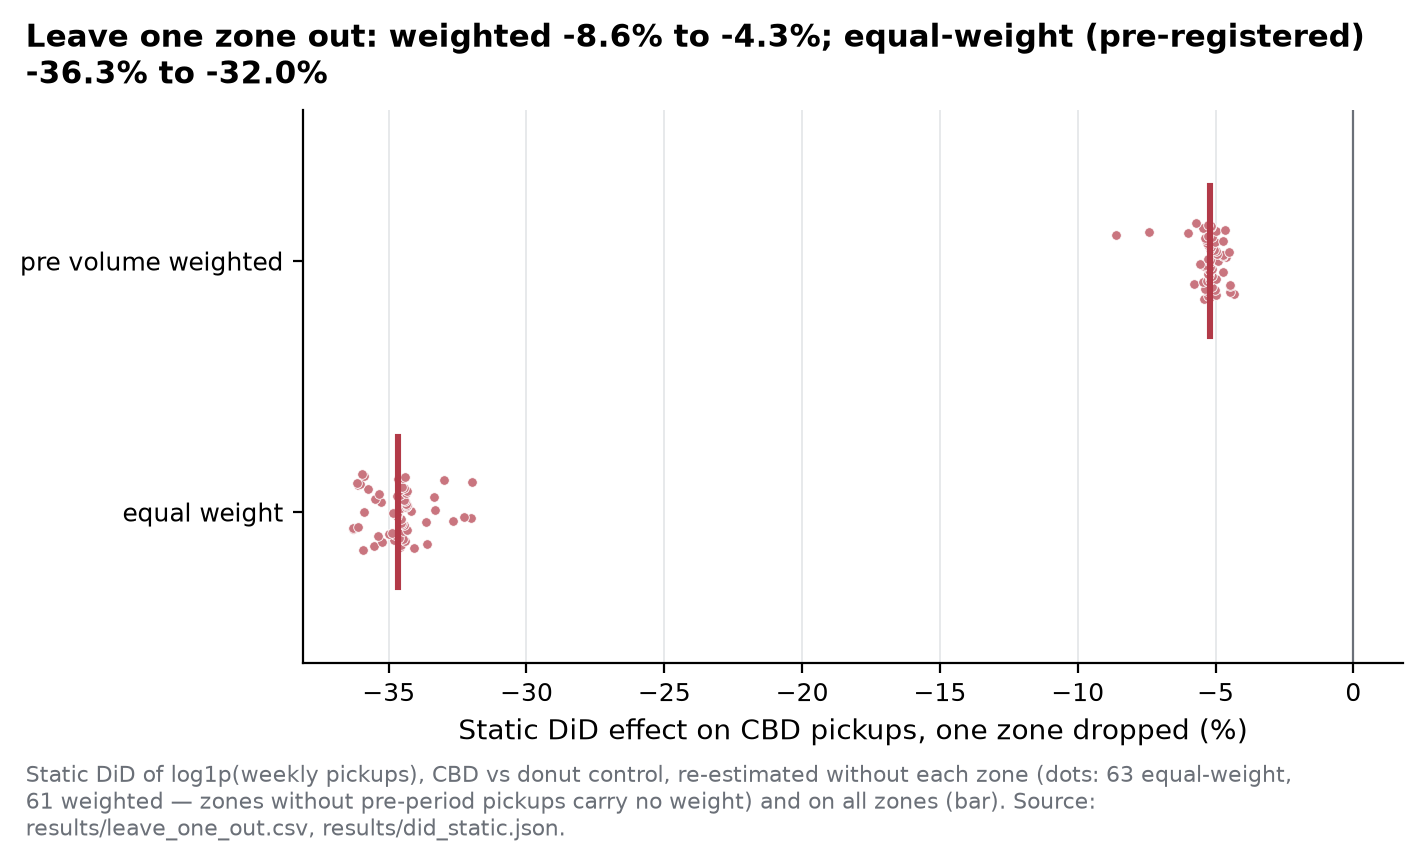 Leave one zone out: weighted -8.6% to -4.3%; equal-weight (pre-registered)
-36.3% to -32.0%
pre volume weighted
equal weight
−35 −30 −25 −20 −15 −10 −5 0
Static DiD effect on CBD pickups, one zone dropped (%)
Static DiD of log1p(weekly pickups), CBD vs donut control, re-estimated without each zone (dots: 63 equal-weight,
61 weighted — zones without pre-period pickups carry no weight) and on all zones (bar). Source:
results/leave_one_out.csv, results/did_static.json.